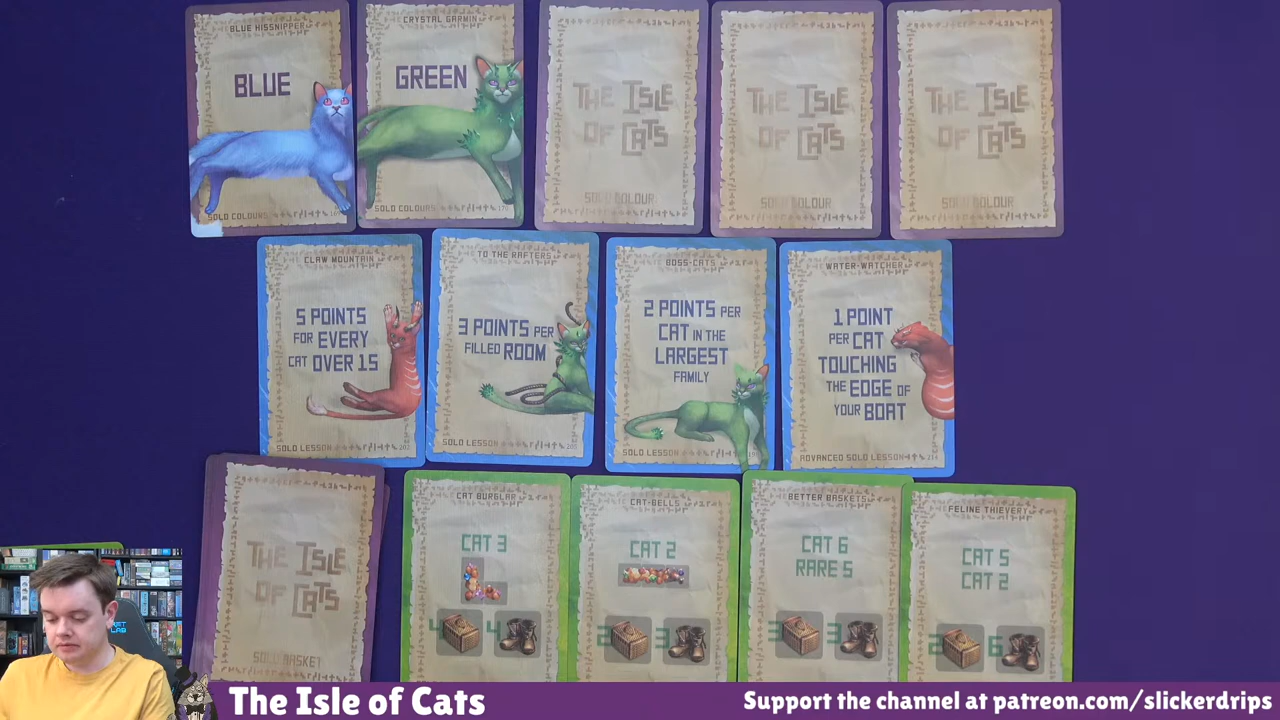 BLUE HISSNIPPER
BLUE
SOLO COLOURS
CRYSTAL GARMIN
GREEN
SOLO COLOURS
THE ISLE
OF CATS
SOLO COLOUR
THE ISLE
OF CATS
SOLO COLOUR
THE ISLE
OF CATS
SOLO COLOUR
CLAW MOUNTAIN
5 POINTS
FOR EVERY
CAT OVER 15
SOLO LESSON
TO THE RAFTERS
3 POINTS PER
FILLED ROOM
SOLO LESSON
BOSS-CATS
2 POINTS PER
CAT IN THE
LARGEST
FAMILY
SOLO LESSON
WATER-WATCHER
1 POINT
PER CAT
TOUCHING
THE EDGE OF
YOUR BOAT
ADVANCED SOLO LESSON
THE ISLE
OF CATS
SOLO BASKET
CAT BURGLAR
CAT 3
4 4
CAT-BELLS
CAT 2
2 3
BETTER BASKETS
CAT 6
RARE 5
3 3
FELINE THIEVERY
CAT 5
CAT 2
2 6
The Isle of Cats
Support the channel at patreon.com/slickerdrips